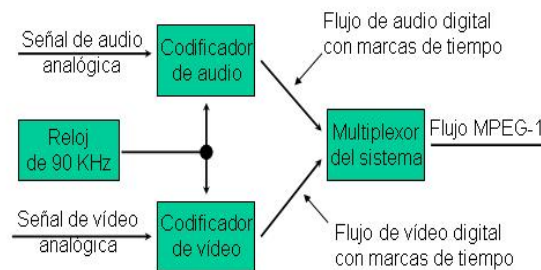 Señal de audio
analógica
Codificador
de audio
Flujo de audio digital
con marcas de tiempo
Reloj
de 90 KHz
Multiplexor
del sistema
Flujo MPEG-1
Señal de vídeo
analógica
Codificador
de vídeo
Flujo de vídeo digital
con marcas de tiempo